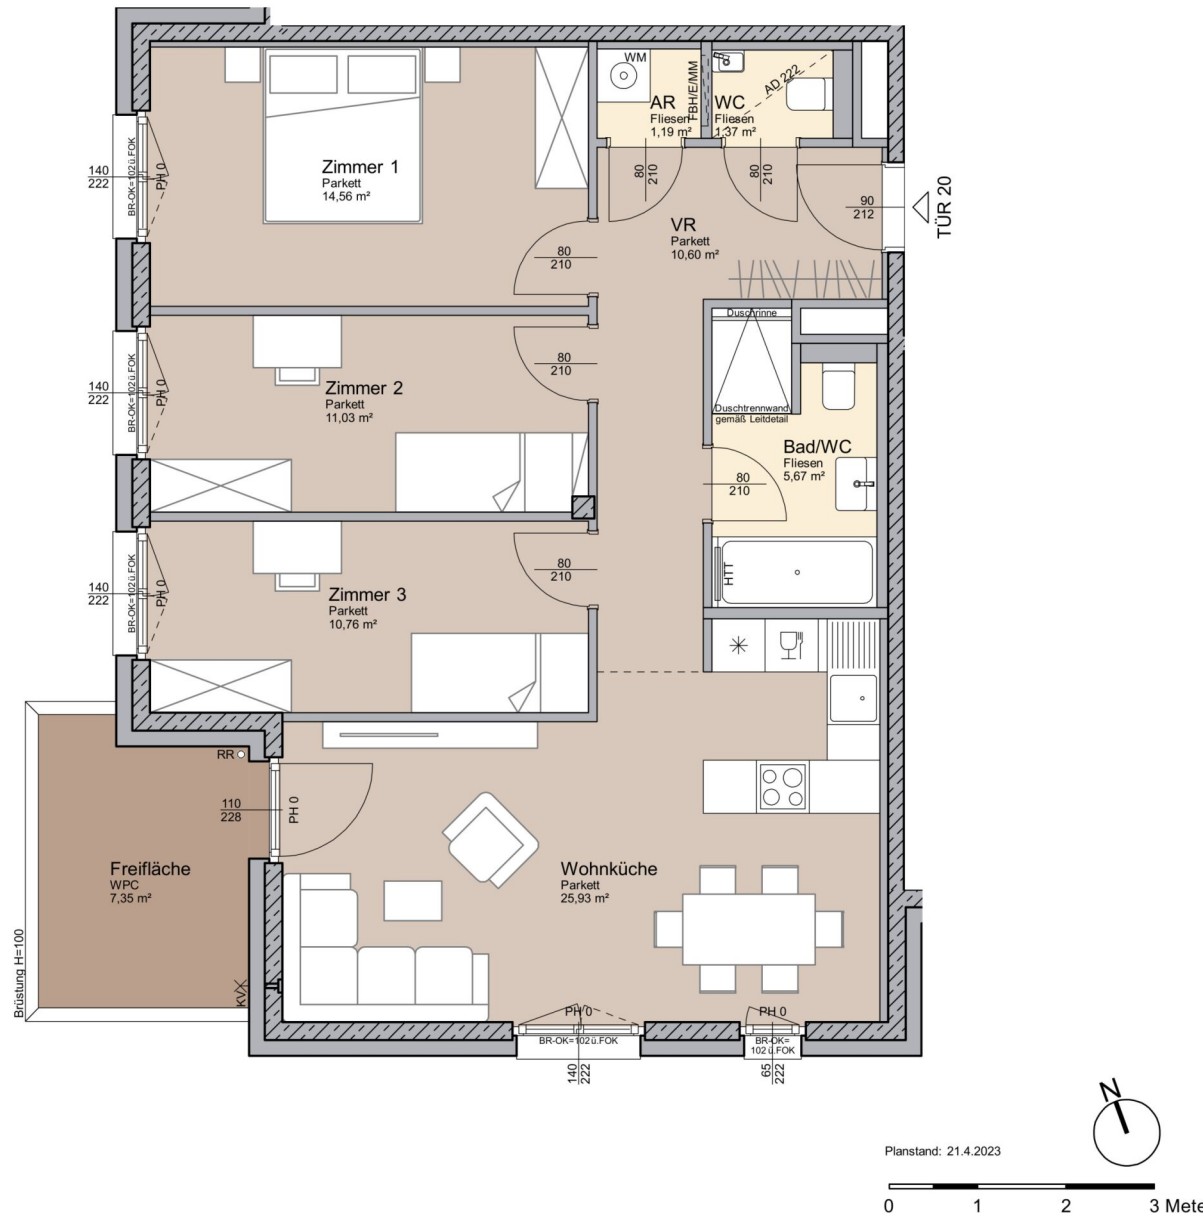 WM
FBH/E/MM
AD 222
AR
Fliesen
1,19 m²
WC
Fliesen
1,37 m²
Zimmer 1
Parkett
14,56 m²
140
222
BR-OK=102 ü.FOK
PH 0
80
210
80
210
90
212
TÜR 20
VR
Parkett
10,60 m²
80
210
Duschrinne
Zimmer 2
Parkett
11,03 m²
140
222
BR-OK=102 ü.FOK
PH 0
80
210
Duschtrennwand
gemäß Leitdetail
Bad/WC
Fliesen
5,67 m²
80
210
HTT
Zimmer 3
Parkett
10,76 m²
140
222
BR-OK=102 ü.FOK
PH 0
80
210
RR
110
228
PH 0
Freifläche
WPC
7,35 m²
Wohnküche
Parkett
25,93 m²
Brüstung H=100
KV
PH 0
BR-OK=102 ü.FOK
140
222
PH 0
BR-OK=
102 ü.FOK
65
222
N
Planstand: 21.4.2023
0 1 2 3 Mete